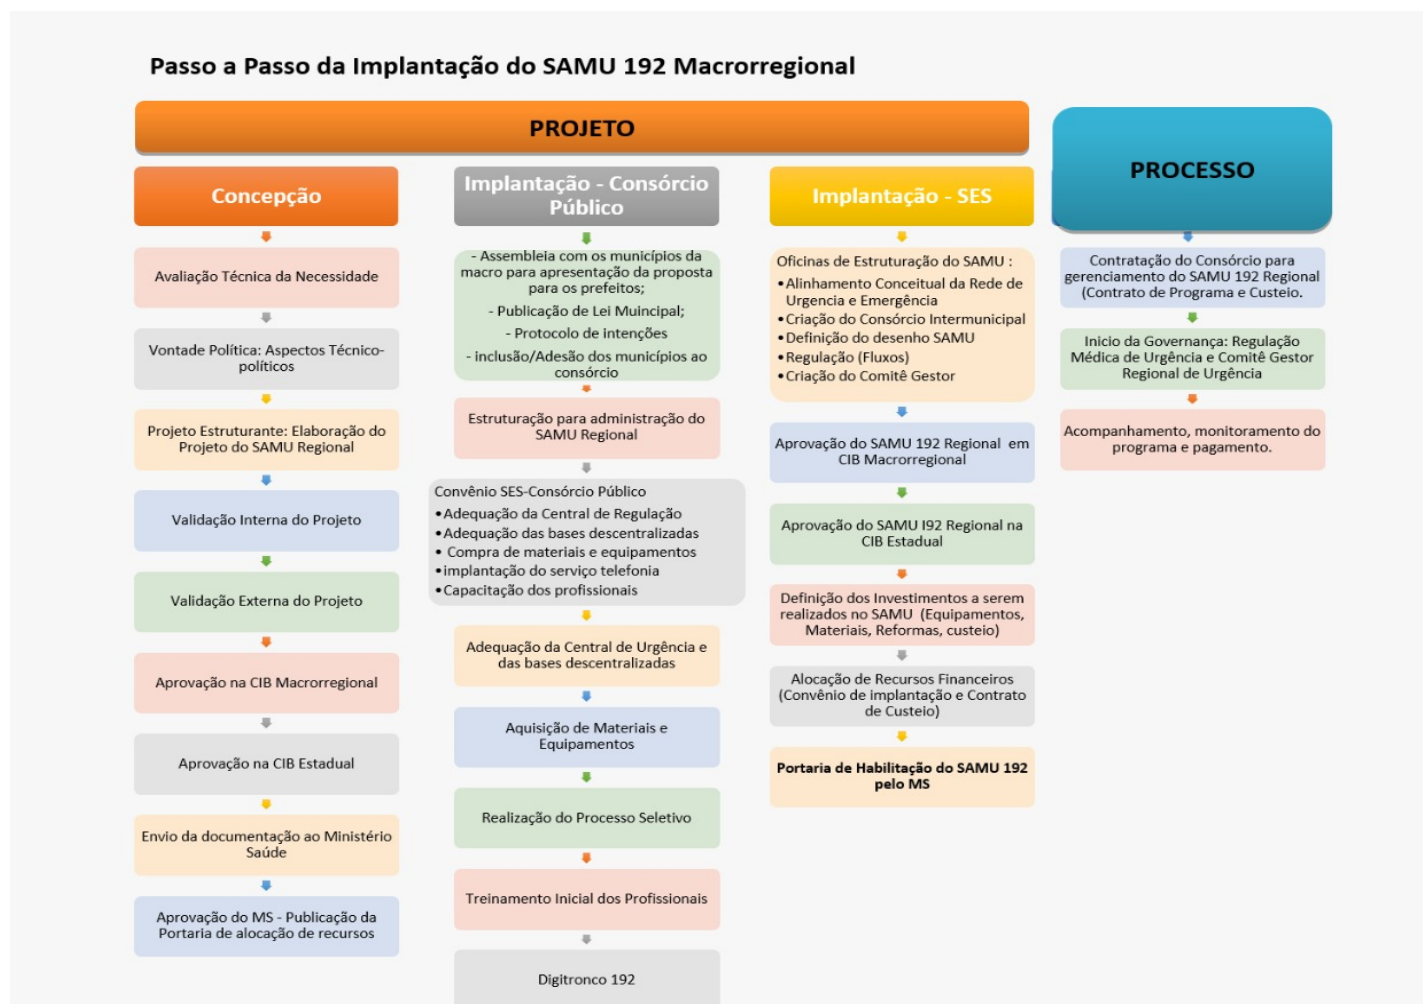 Passo a Passo da Implantação do SAMU 192 Macrorregional
PROJETO
PROCESSO
Concepção
Avaliação Técnica da Necessidade
Vontade Política: Aspectos Técnico-
políticos
Projeto Estruturante: Elaboração do
Projeto do SAMU Regional
Validação Interna do Projeto
Validação Externa do Projeto
Aprovação na CIB Macrorregional
Aprovação na CIB Estadual
Envio da documentação ao Ministério
Saúde
Aprovação do MS - Publicação da
Portaria de alocação de recursos
Implantação - Consórcio
Público
- Assembleia com os municípios da
macro para apresentação da proposta
para os prefeitos;
- Publicação de Lei Muincipal;
- Protocolo de intenções
- inclusão/Adesão dos municípios ao
consórcio
Estruturação para administração do
SAMU Regional
Convênio SES-Consórcio Público
•Adequação da Central de Regulação
•Adequação das bases descentralizadas
• Compra de materiais e equipamentos
•implantação do serviço telefonia
•Capacitação dos profissionais
Adequação da Central de Urgência e
das bases descentralizadas
Aquisição de Materiais e
Equipamentos
Realização do Processo Seletivo
Treinamento Inicial dos Profissionais
Digitronco 192
Implantação - SES
Oficinas de Estruturação do SAMU :
•Alinhamento Conceitual da Rede de
Urgencia e Emergência
•Criação do Consórcio Intermunicipal
•Definição do desenho SAMU
•Regulação (Fluxos)
•Criação do Comitê Gestor
Aprovação do SAMU 192 Regional em
CIB Macrorregional
Aprovação do SAMU I92 Regional na
CIB Estadual
Definição dos Investimentos a serem
realizados no SAMU (Equipamentos,
Materiais, Reformas, custeio)
Alocação de Recursos Financeiros
(Convênio de implantação e Contrato
de Custeio)
Portaria de Habilitação do SAMU 192
pelo MS
Contratação do Consórcio para
gerenciamento do SAMU 192 Regional
(Contrato de Programa e Custeio.
Inicio da Governança: Regulação
Médica de Urgência e Comitê Gestor
Regional de Urgência
Acompanhamento, monitoramento do
programa e pagamento.